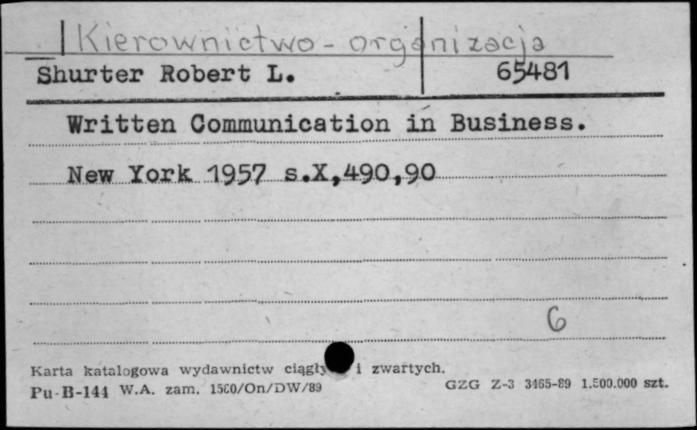 Kierownictwo - organizacja
Shurter Robert L. 65481
Written Communication in Business.
New York 1957 s.X,490,90
6
Karta katalogowa wydawnictw ciągły i zwartych.
Pu-B-144 W.A. zam. 1500/On/DW/89 GZG Z-3 3465-89 1.500.000 szt.